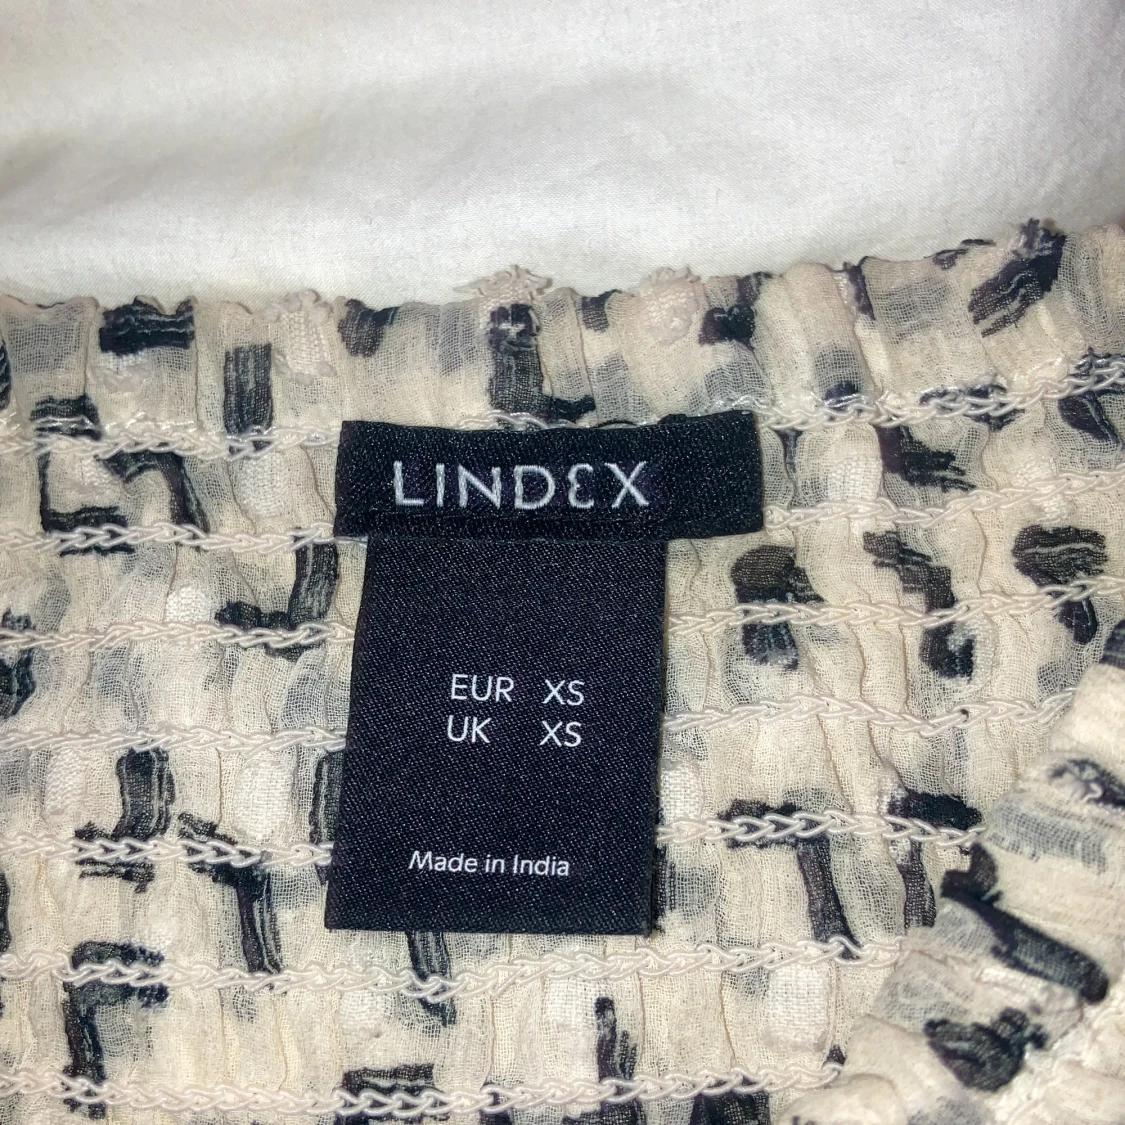 LINDEX
EUR XS
UK XS
Made in India